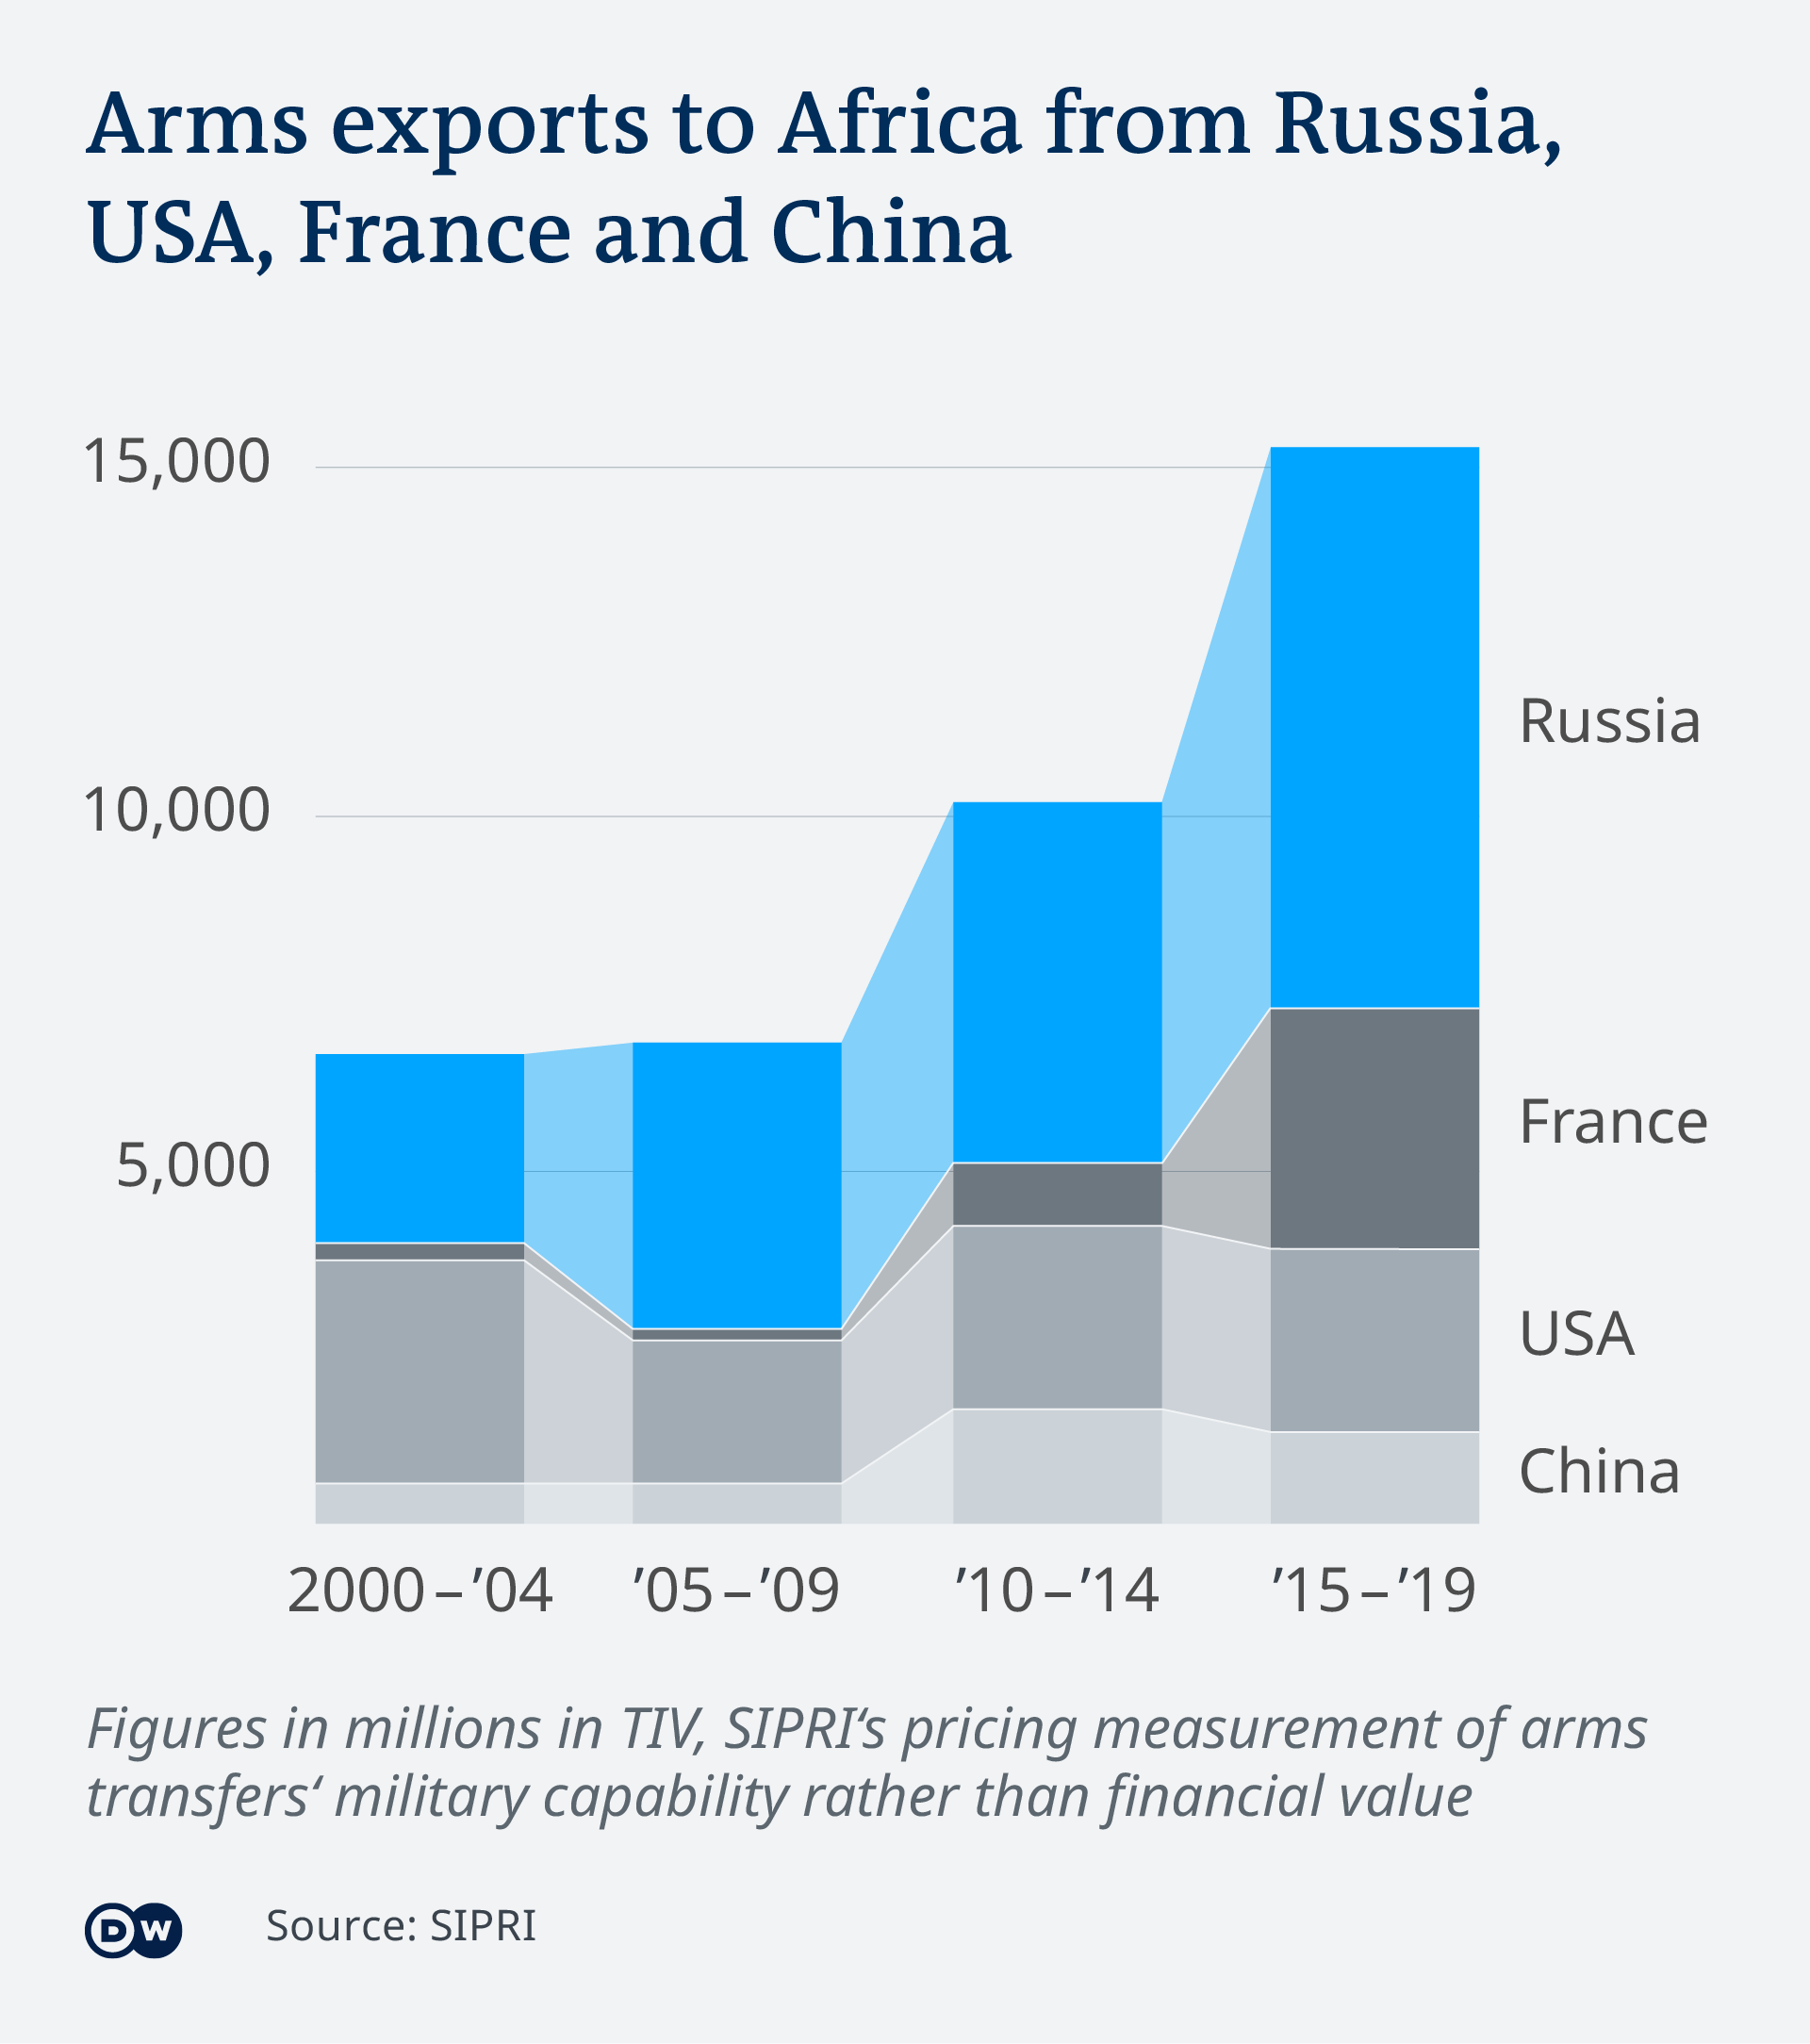 Arms exports to Africa from Russia,
USA, France and China
15,000
10,000
5,000
Russia
France
USA
China
2000 – ’04
’05 – ’09
’10 – ’14
’15 – ’19
Figures in millions in TIV, SIPRI‘s pricing measurement of arms
transfers‘ military capability rather than financial value
DW
Source: SIPRI